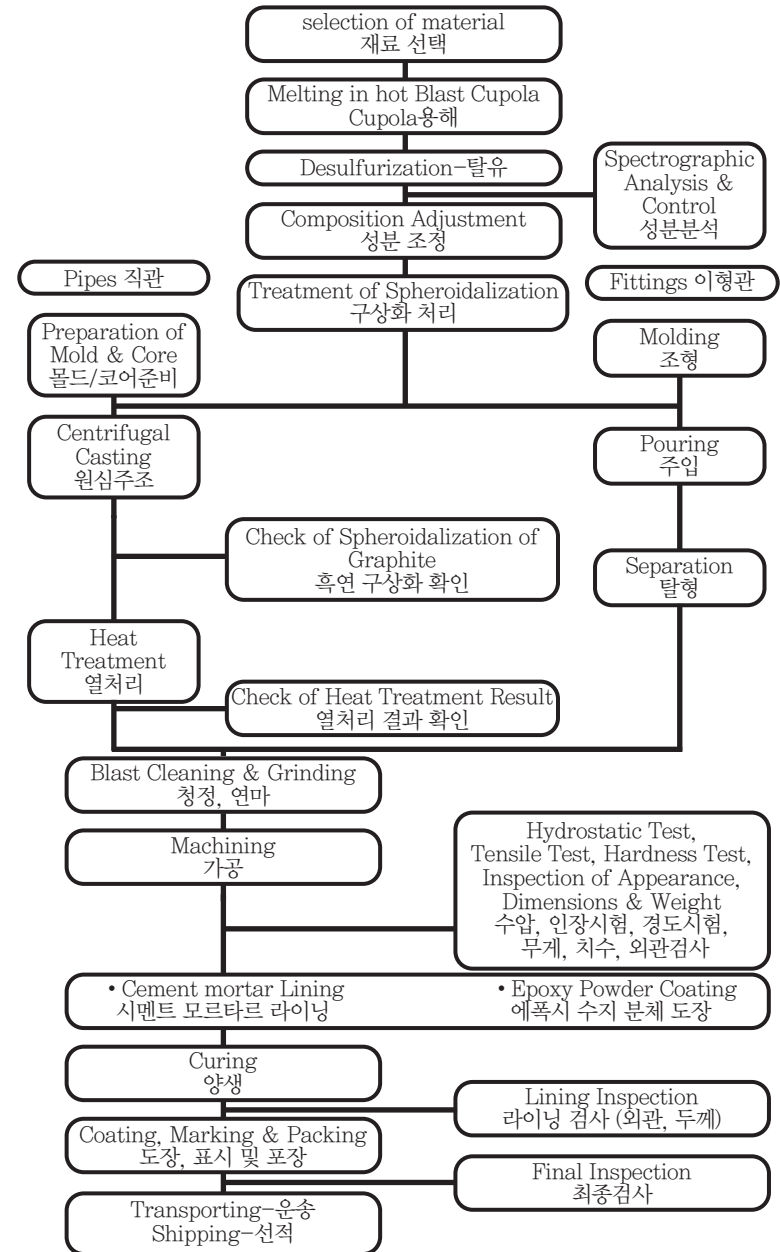 selection of material
재료 선택
Melting in hot Blast Cupola
Cupola용해
Desulfurization-탈유
Spectrographic
Analysis &
Control
성분분석
Composition Adjustment
성분 조정
Pipes 직관
Treatment of Spheroidalization
구상화 처리
Fittings 이형관
Preparation of
Mold & Core
몰드/코어준비
Molding
조형
Centrifugal
Casting
원심주조
Pouring
주입
Check of Spheroidalization of
Graphite
흑연 구상화 확인
Separation
탈형
Heat
Treatment
열처리
Check of Heat Treatment Result
열처리 결과 확인
Blast Cleaning & Grinding
청정, 연마
Machining
가공
Hydrostatic Test,
Tensile Test, Hardness Test,
Inspection of Appearance,
Dimensions & Weight
수압, 인장시험, 경도시험,
무게, 치수, 외관검사
• Cement mortar Lining
시멘트 모르타르 라이닝
• Epoxy Powder Coating
에폭시 수지 분체 도장
Curing
양생
Lining Inspection
라이닝 검사 (외관, 두께)
Coating, Marking & Packing
도장, 표시 및 포장
Final Inspection
최종검사
Transporting-운송
Shipping-선적